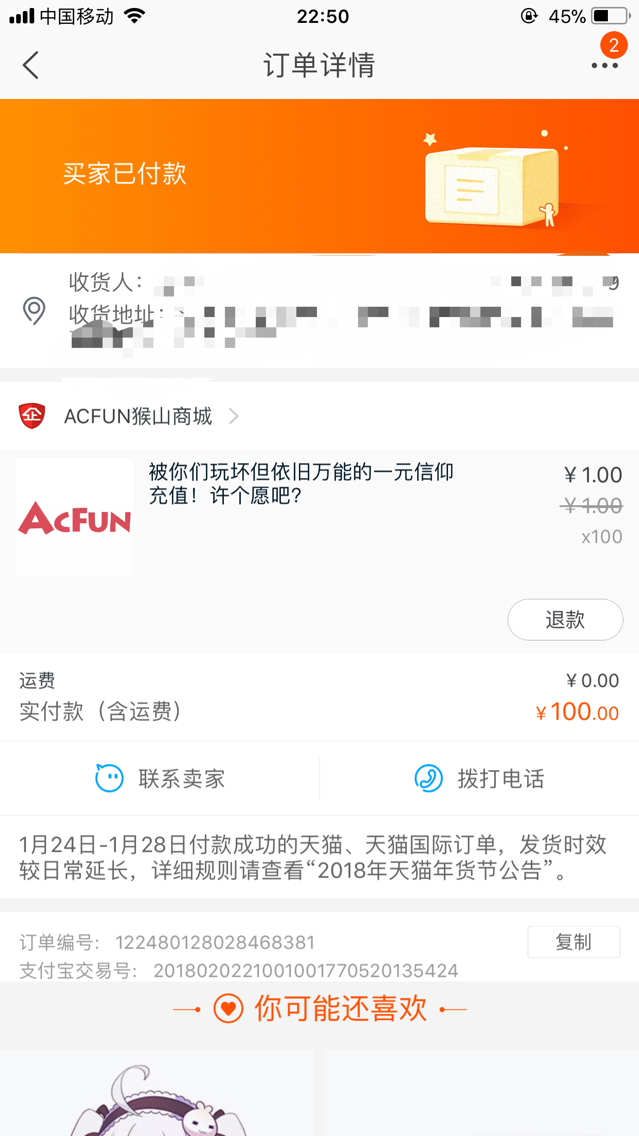 中国移动
22:50
45%
订单详情
2
买家已付款
收货人：
9
收货地址：
企
ACFUN猴山商城
ACFUN
被你们玩坏但依旧万能的一元信仰
充值！许个愿吧？
￥1.00
￥1.00
x100
退款
运费
￥0.00
实付款（含运费）
￥100.00
联系卖家
拨打电话
1月24日-1月28日付款成功的天猫、天猫国际订单，发货时效
较日常延长，详细规则请查看“2018年天猫年货节公告”。
订单编号： 122480128028468381
复制
支付宝交易号： 2018020221001001770520135424
你可能还喜欢